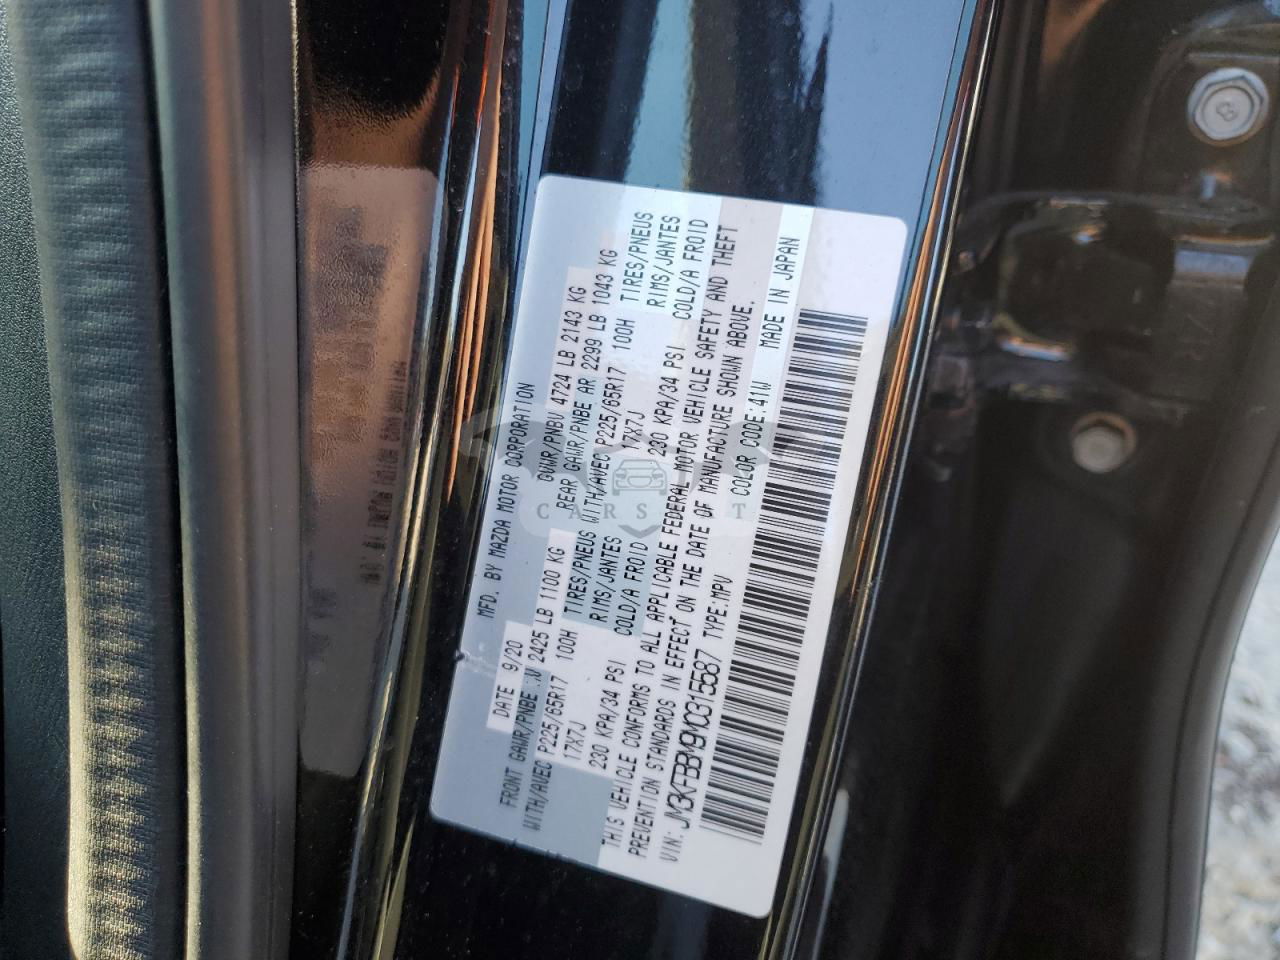 MFD. BY MAZDA MOTOR CORPORATION
DATE 9/20 GVWR/PNBV 4724 LB 2143 KG
FRONT GAWR/PNBE 2425 LB 1100 KG REAR GAWR/PNBE AR 2299 LB 1043 KG
WITH/AVEC P225/65R17 100H TIRES/PNEUS WITH/AVEC P225/65R17 100H TIRES/PNEUS
17X7J RIMS/JANTES 17X7J RIMS/JANTES
230 KPA/34 PSI COLD/A FROID 230 KPA/34 PSI COLD/A FROID
THIS VEHICLE CONFORMS TO ALL APPLICABLE FEDERAL MOTOR VEHICLE SAFETY AND THEFT
PREVENTION STANDARDS IN EFFECT ON THE DATE OF MANUFACTURE SHOWN ABOVE.
VIN: JM3KFBBM9M0315587 TYPE:MPV COLOR CODE:41W MADE IN JAPAN